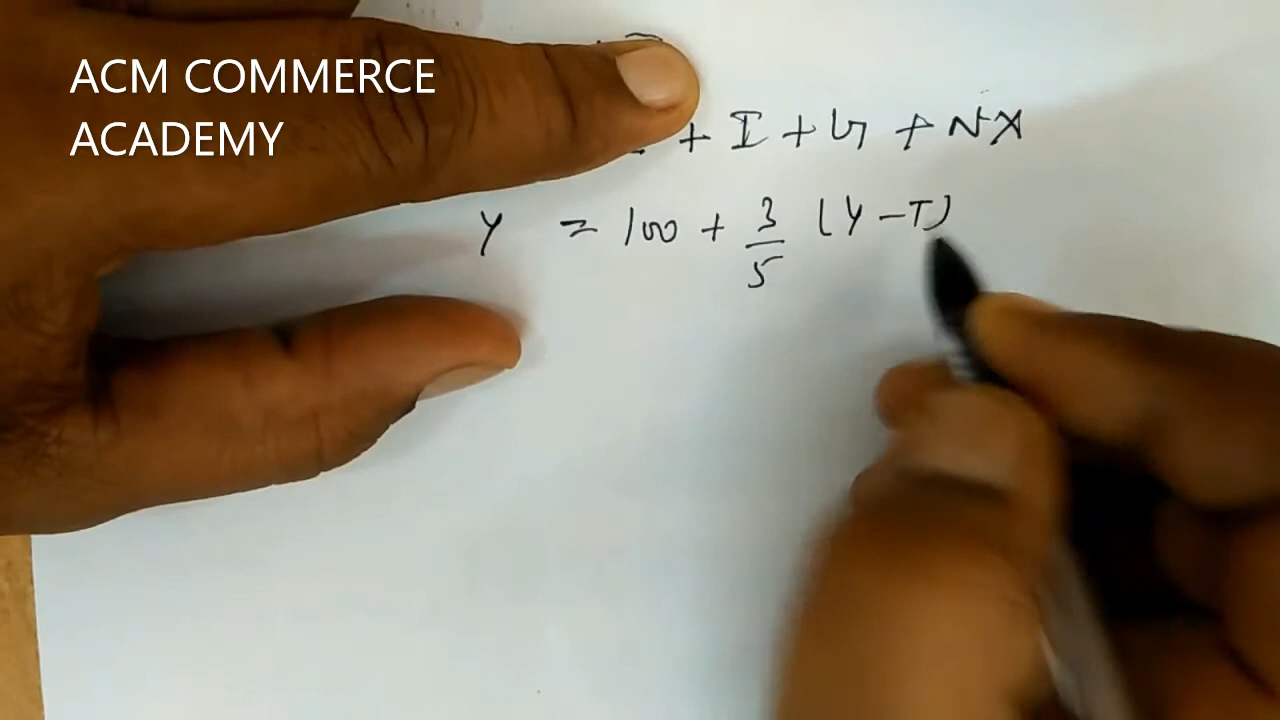 ACM COMMERCE
ACADEMY
+ I + G + NX
Y = 100 + 3/5 (Y - T)